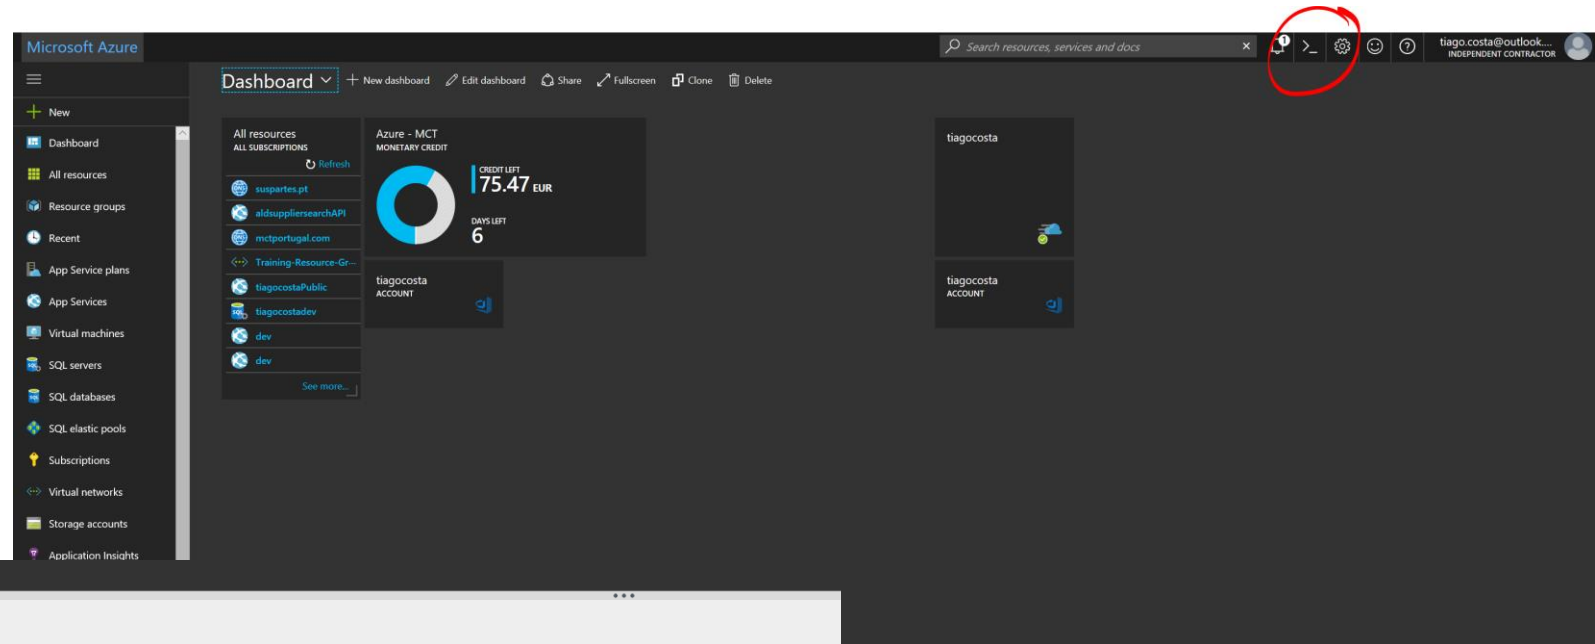 Microsoft Azure
Search resources, services and docs
1
tiago.costa@outlook....
INDEPENDENT CONTRACTOR
Dashboard
New dashboard
Edit dashboard
Share
Fullscreen
Clone
Delete
New
Dashboard
All resources
Resource groups
Recent
App Service plans
App Services
Virtual machines
SQL servers
SQL databases
SQL elastic pools
Subscriptions
Virtual networks
Storage accounts
Application Insights
All resources
ALL SUBSCRIPTIONS
Refresh
suspartes.pt
aldsuppliersearchAPI
mctportugal.com
Training-Resource-Gr...
tiagocostaPublic
tiagocostadev
dev
dev
See more...
Azure - MCT
MONETARY CREDIT
CREDIT LEFT
75.47 EUR
DAYS LEFT
6
tiagocosta
ACCOUNT
tiagocosta
tiagocosta
ACCOUNT